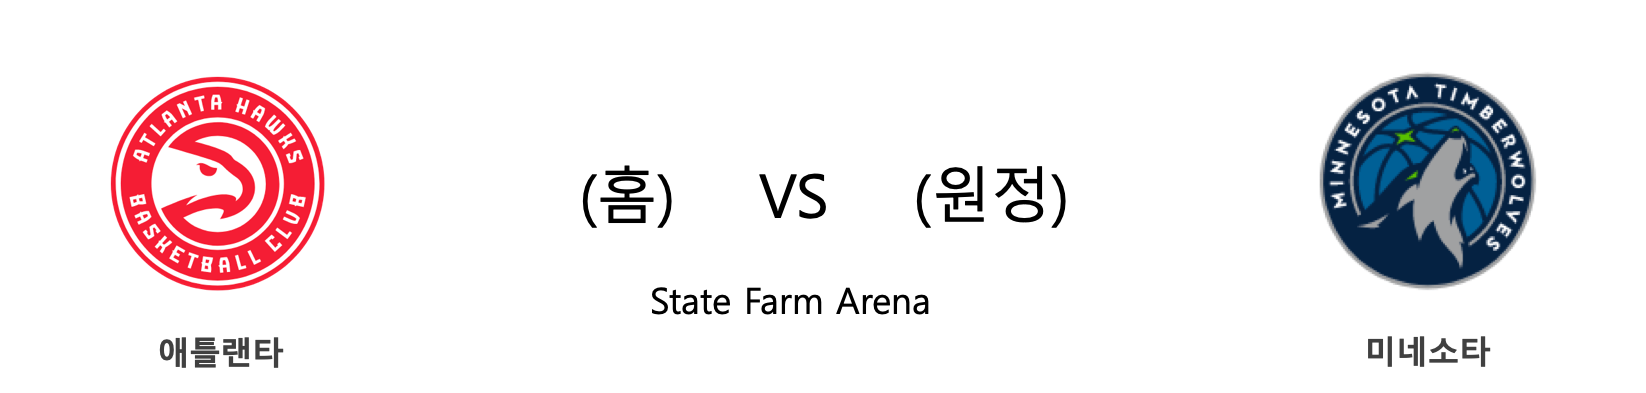 ATLANTA HAWKS
BASKETBALL CLUB
MINNESOTA TIMBERWOLVES
(홈) VS (원정)
State Farm Arena
애틀랜타
미네소타